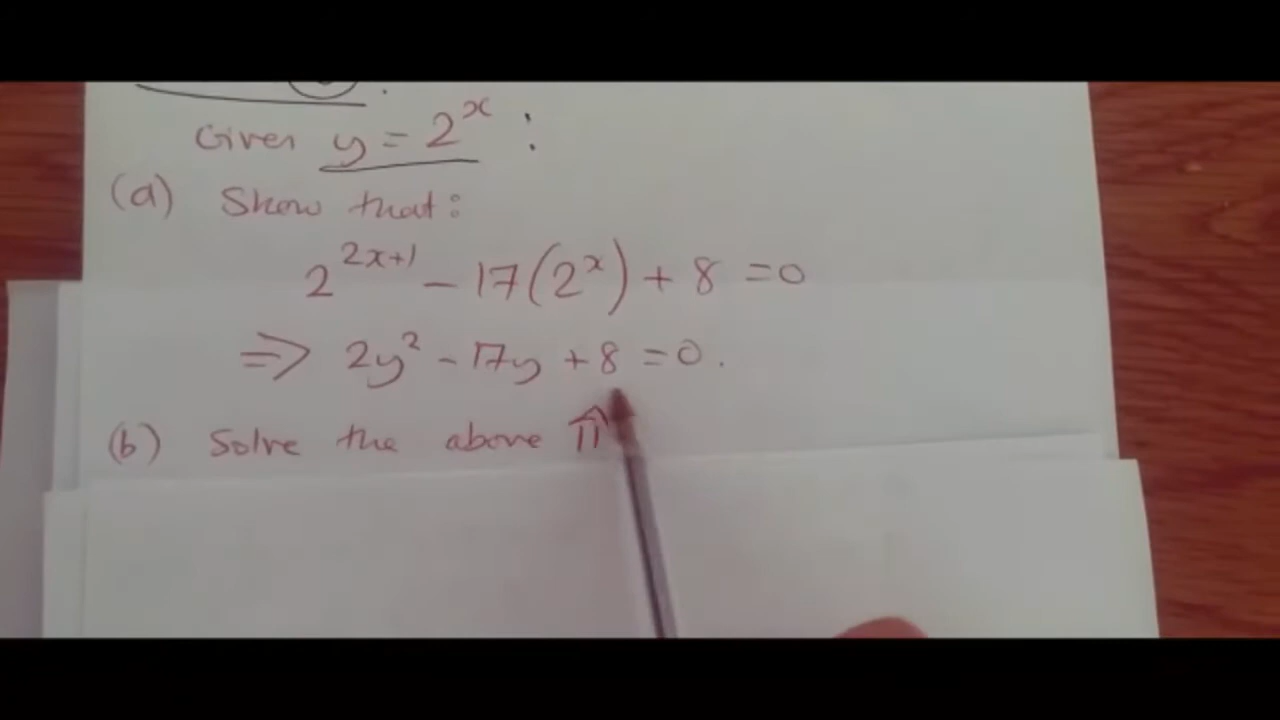 Given y = 2^x :
(a) Show that:
2^{2x+1} - 17(2^x) + 8 = 0
=> 2y² - 17y + 8 = 0.
(b) Solve the above ⇑